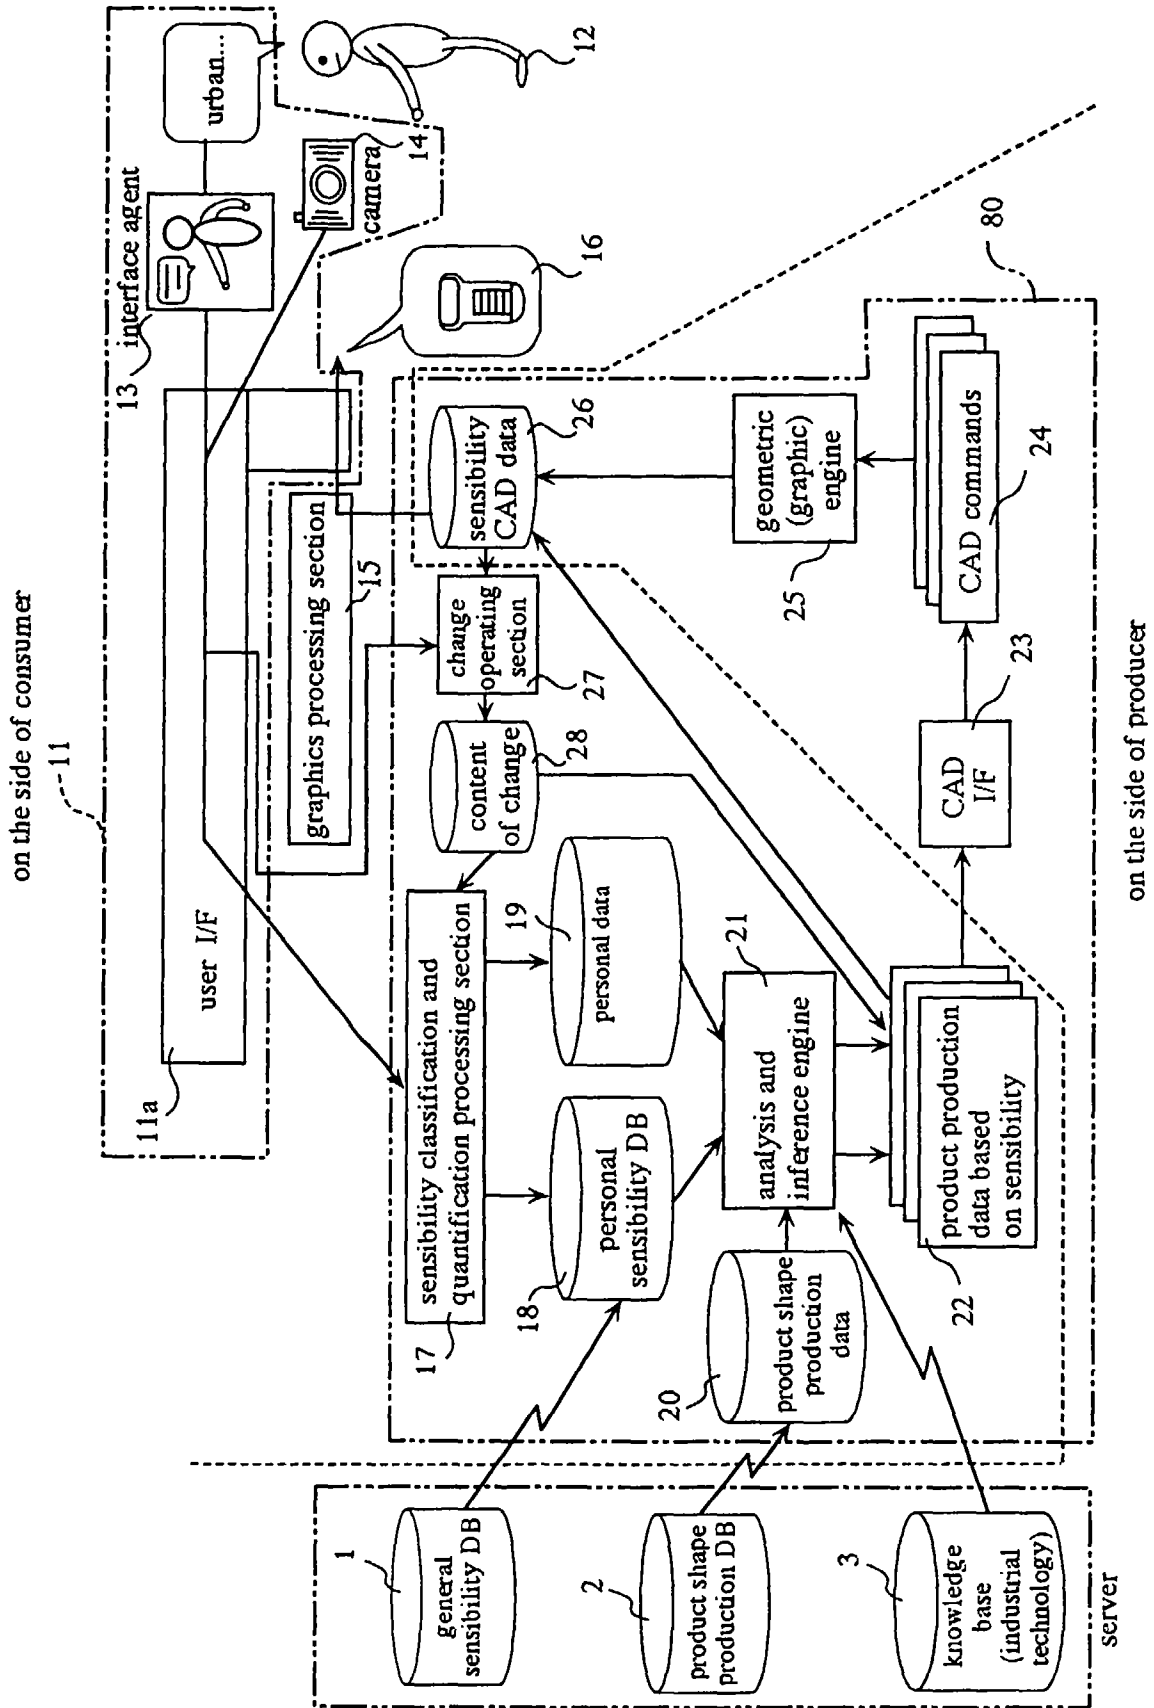 on the side of consumer
11
11a
user I/F
13
interface agent
urban...
12
14
camera
graphics processing section
15
16
17
sensibility classification and
quantification processing section
content
of change
28
change
operating
section
27
sensibility
CAD data
26
18
personal
sensibility DB
19
personal data
20
product shape
production
data
21
analysis and
inference engine
22
product production
data based
on sensibility
CAD
I/F
23
CAD commands
24
geometric
(graphic)
engine
25
80
1
general
sensibility DB
2
product shape
production DB
3
knowledge
base
(industrial
technology)
server
on the side of producer